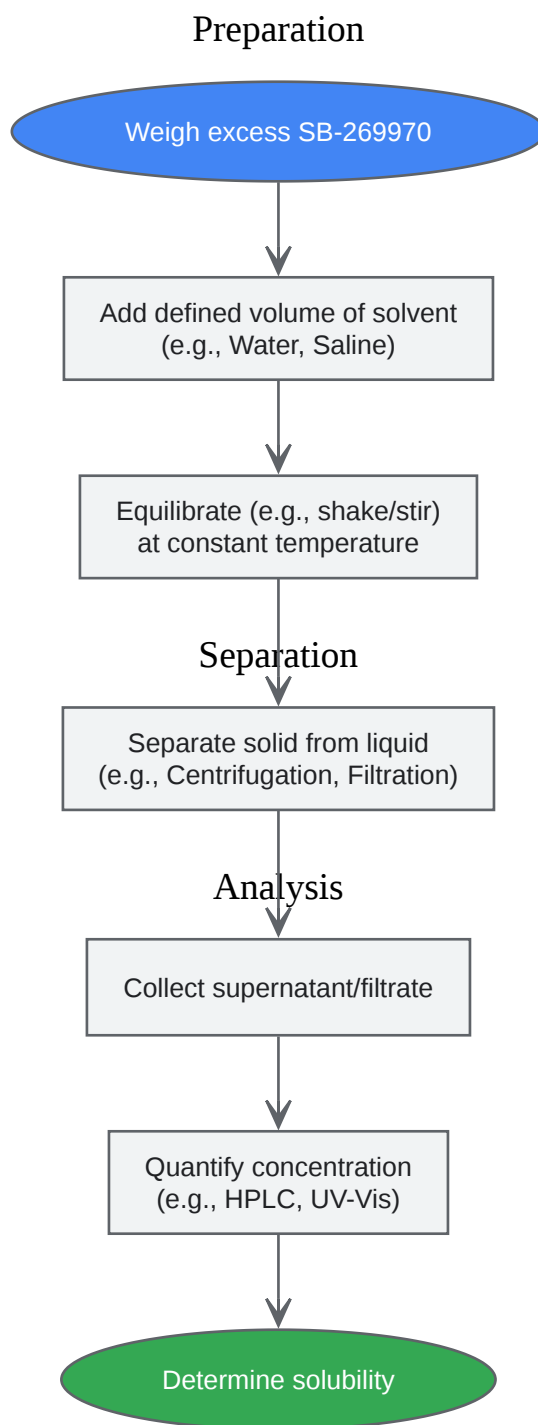 Preparation
Weigh excess SB-269970
Add defined volume of solvent
(e.g., Water, Saline)
Equilibrate (e.g., shake/stir)
at constant temperature
Separation
Separate solid from liquid
(e.g., Centrifugation, Filtration)
Analysis
Collect supernatant/filtrate
Quantify concentration
(e.g., HPLC, UV-Vis)
Determine solubility